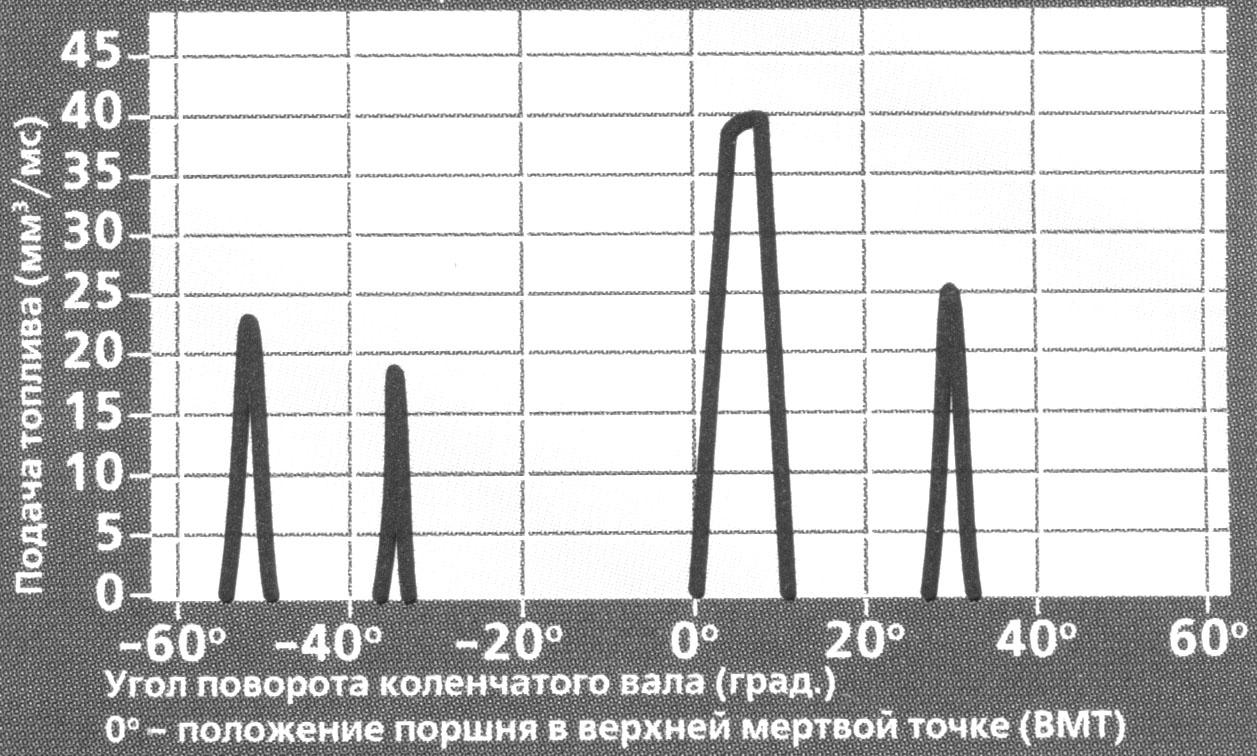 Подача топлива (мм³/мс)
45
40
35
30
25
20
15
10
5
0
–60° –40° –20° 0° 20° 40° 60°
Угол поворота коленчатого вала (град.)
0° – положение поршня в верхней мертвой точке (ВМТ)